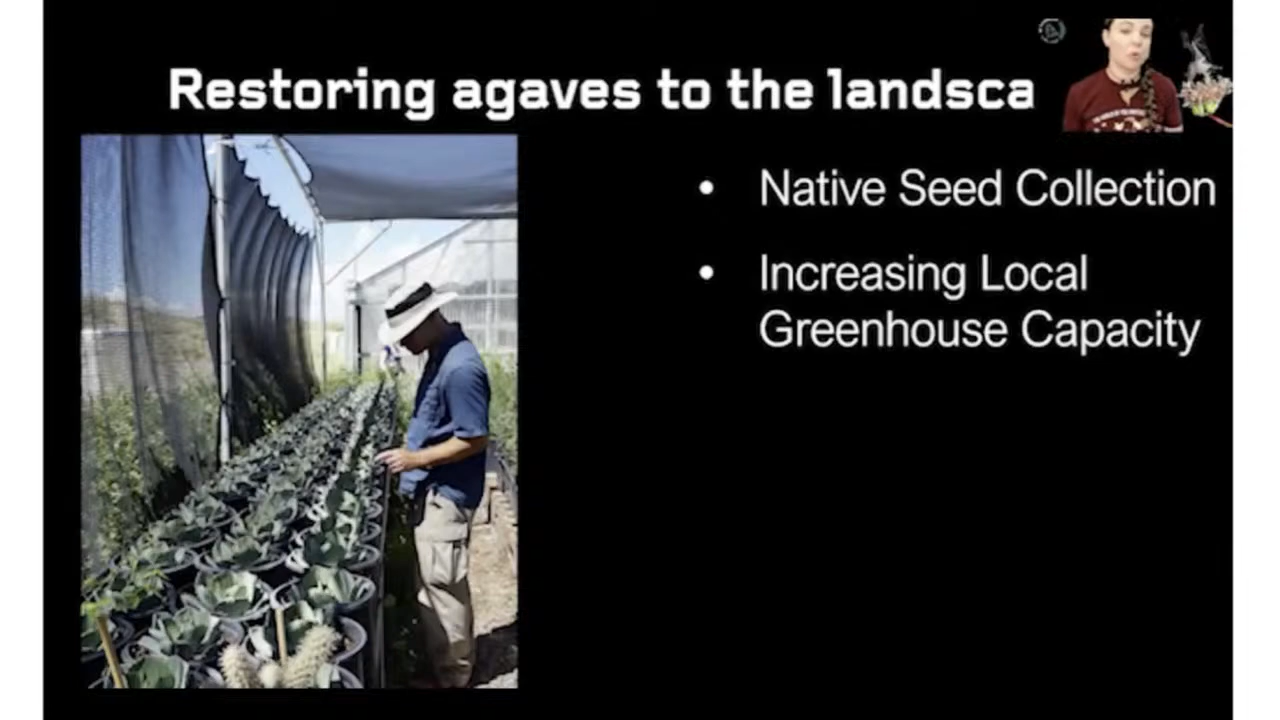 Restoring agaves to the landsca
• Native Seed Collection
• Increasing Local
Greenhouse Capacity